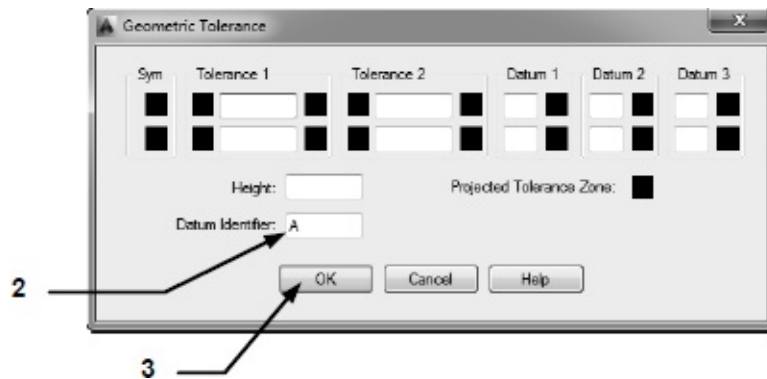 Geometric Tolerance
Sym Tolerance 1 Tolerance 2 Datum 1 Datum 2 Datum 3
Height: Projected Tolerance Zone:
Datum Identifier: A
2
OK Cancel Help
3